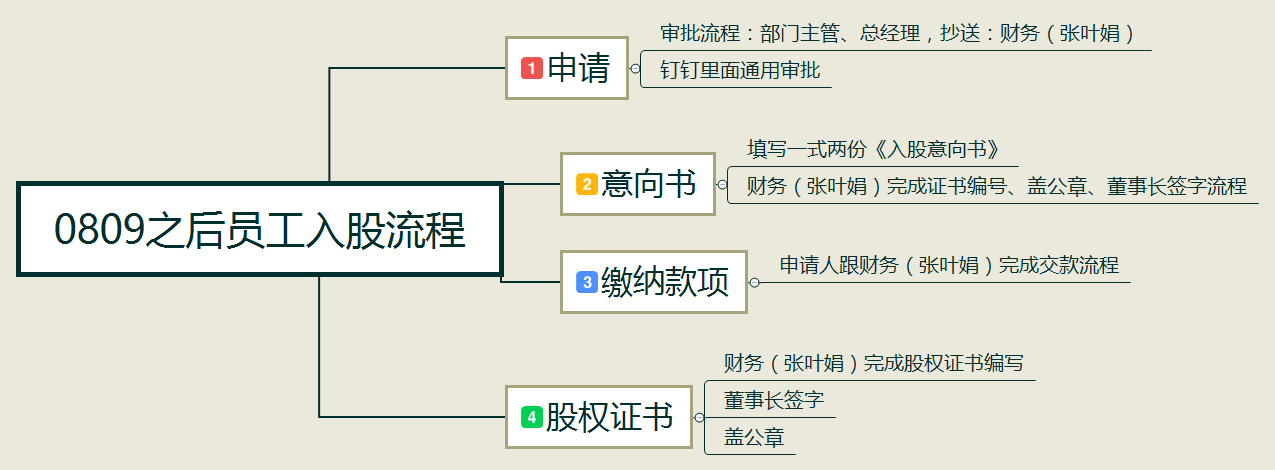 0809之后员工入股流程
1 申请
审批流程：部门主管、总经理，抄送：财务（张叶娟）
钉钉里面通用审批
2 意向书
填写一式两份《入股意向书》
财务（张叶娟）完成证书编号、盖公章、董事长签字流程
3 缴纳款项
申请人跟财务（张叶娟）完成交款流程
4 股权证书
财务（张叶娟）完成股权证书编写
董事长签字
盖公章